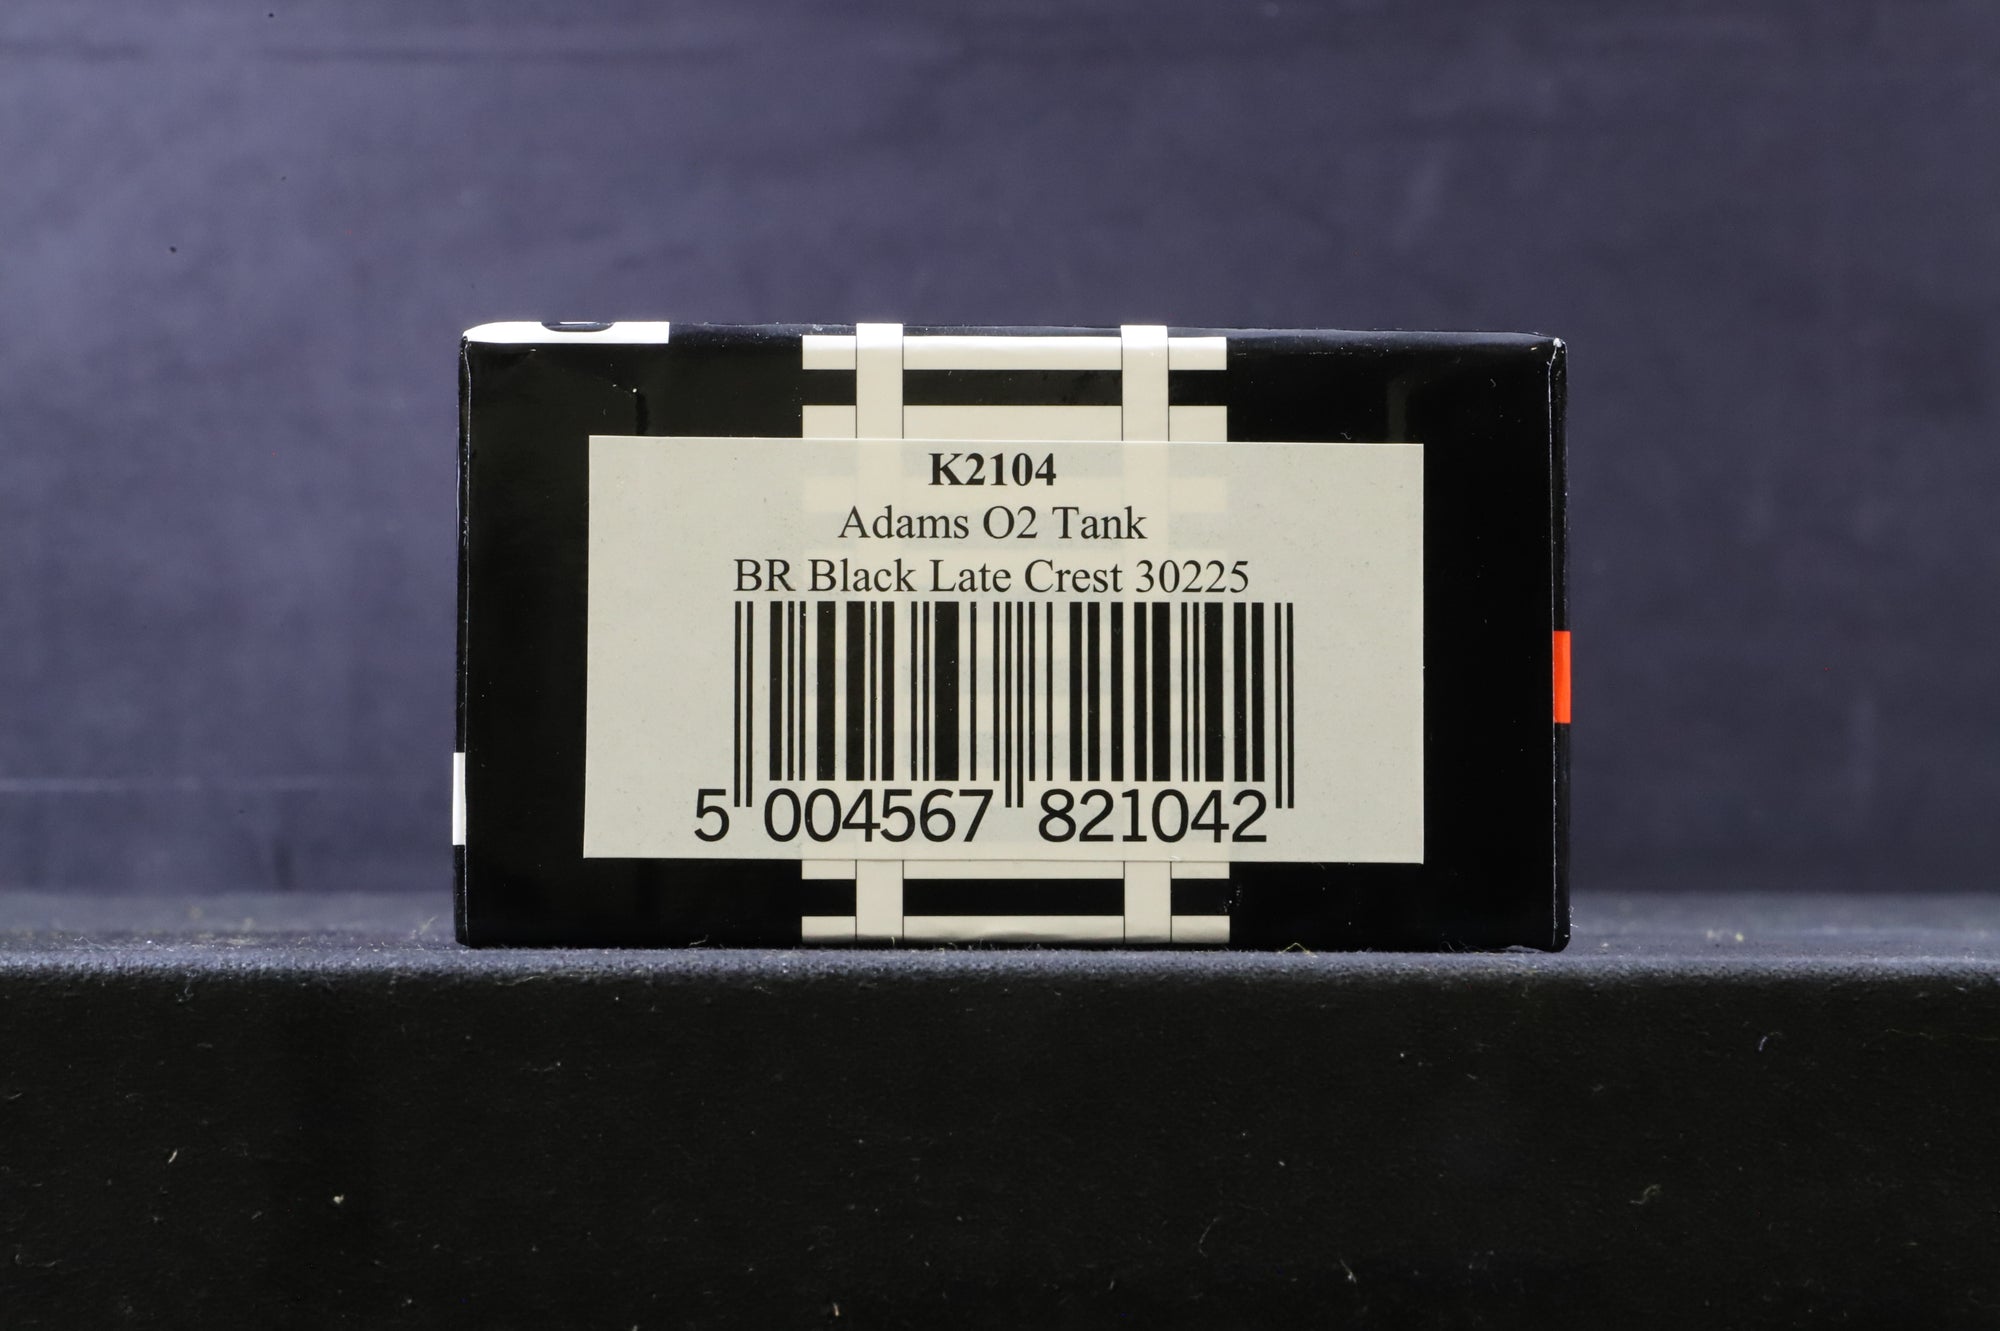 K2104
Adams O2 Tank
BR Black Late Crest 30225
5 004567 821042